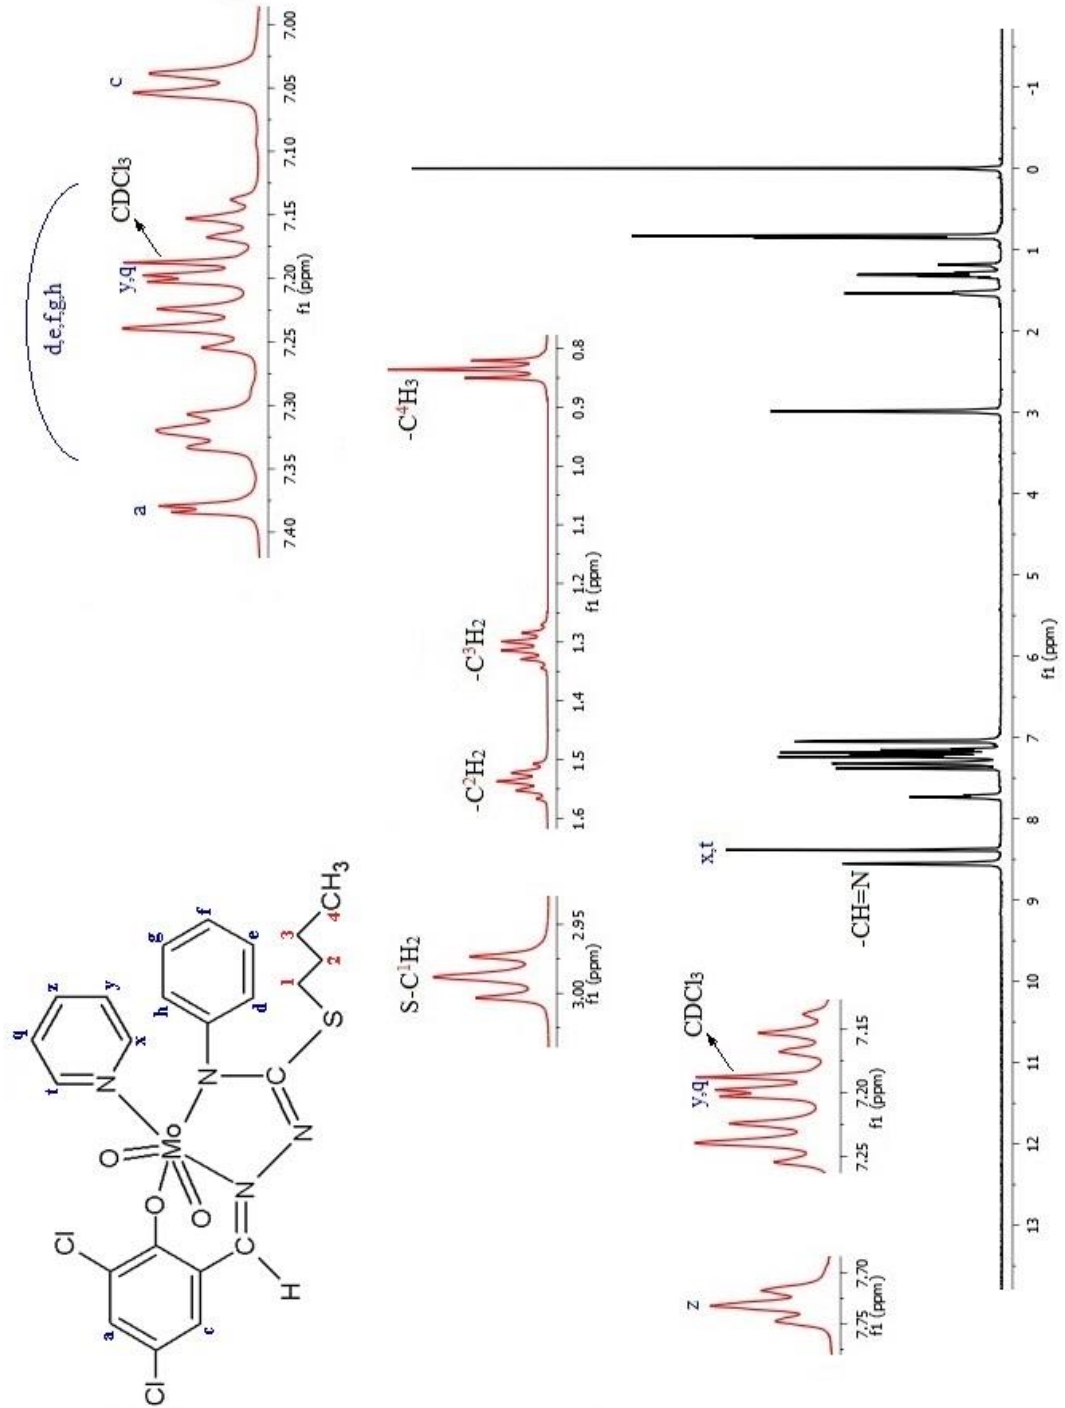 Cl
Cl
a
c
O
O
O
Mo
N
t
q
z
y
x
N
N
N
C
C
H
S
h
g
f
e
d
1
2
3
4
CH3
a
d,e,f,g,h
y,q
CDCl3
c
7.40 7.35 7.30 7.25 7.20 7.15 7.10 7.05 7.00
f1 (ppm)
S-C1H2
3.00 2.95
f1 (ppm)
-C2H2
-C3H2
-C4H3
1.6 1.5 1.4 1.3 1.2 1.1 1.0 0.9 0.8
f1 (ppm)
z
7.75 7.70
f1 (ppm)
y,q
CDCl3
7.25 7.20 7.15
f1 (ppm)
-CH=N
x,t
13 12 11 10 9 8 7 6 5 4 3 2 1 0 -1
f1 (ppm)